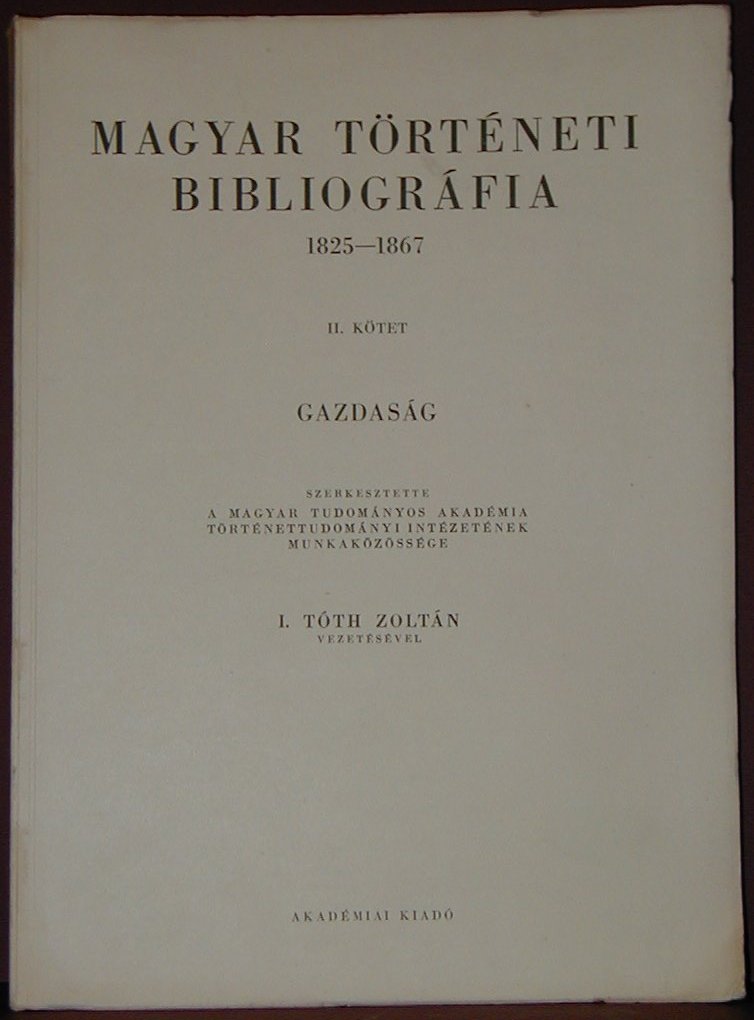 MAGYAR TÖRTÉNETI
BIBLIOGRÁFIA
1825—1867
II. KÖTET
GAZDASÁG
SZERKESZTETTE
A MAGYAR TUDOMÁNYOS AKADÉMIA
TÖRTÉNETTUDOMÁNYI INTÉZETÉNEK
MUNKAKÖZÖSSÉGE
I. TÓTH ZOLTÁN
VEZETÉSÉVEL
AKADÉMIAI KIADÓ